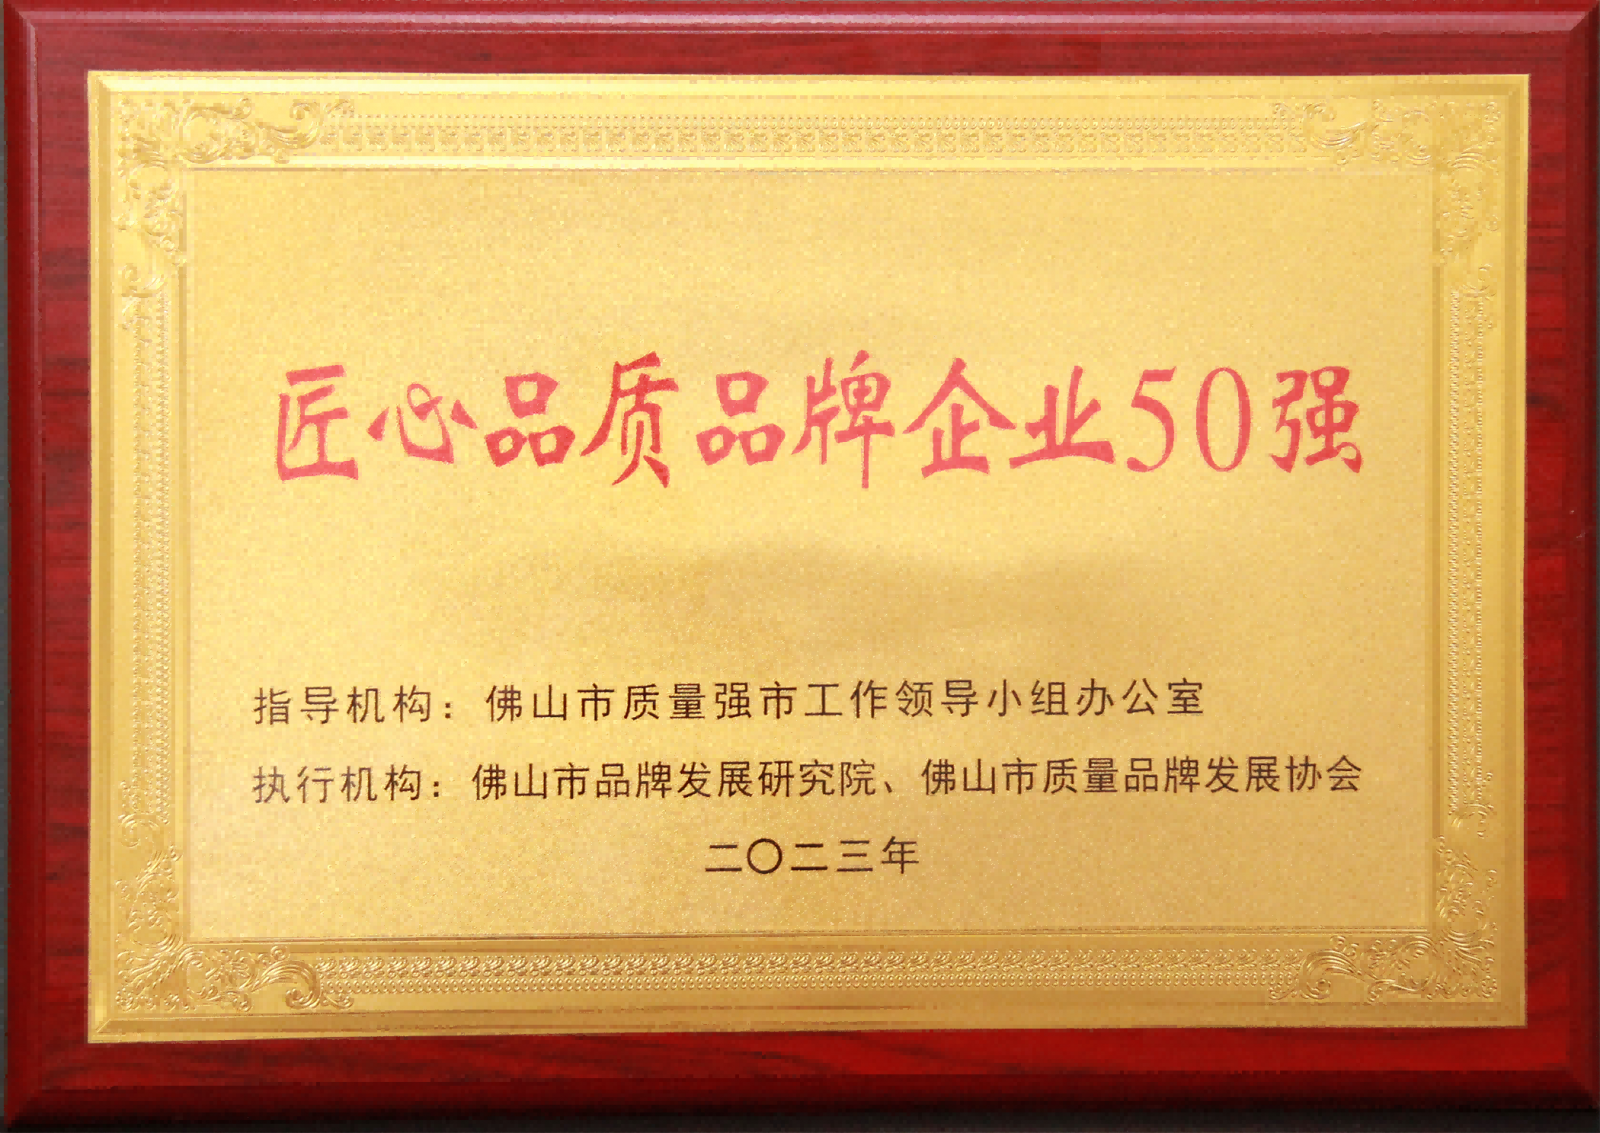 匠心品质品牌企业50强
指导机构：佛山市质量强市工作领导小组办公室
执行机构：佛山市品牌发展研究院、佛山市质量品牌发展协会
二〇二三年